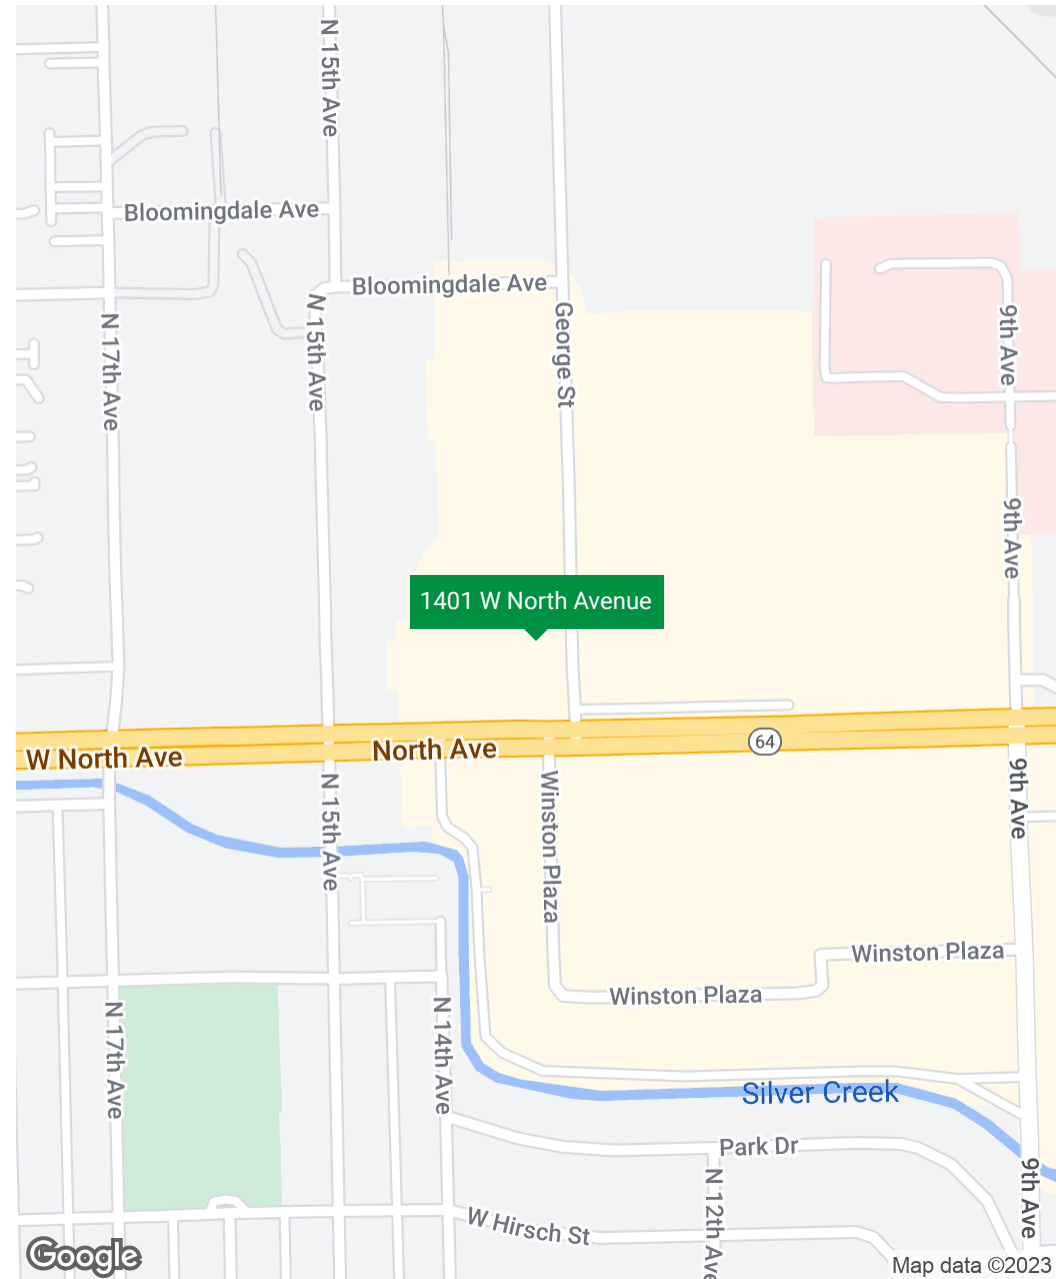 N 15th Ave
Bloomingdale Ave
Bloomingdale Ave
N 15th Ave
George St
9th Ave
N 17th Ave
9th Ave
1401 W North Avenue
64
North Ave
W North Ave
9th Ave
Winston Plaza
N 15th Ave
Winston Plaza
Winston Plaza
N 14th Ave
N 17th Ave
Silver Creek
Park Dr
9th Ave
N 12th Ave
W Hirsch St
Google
Map data ©2023